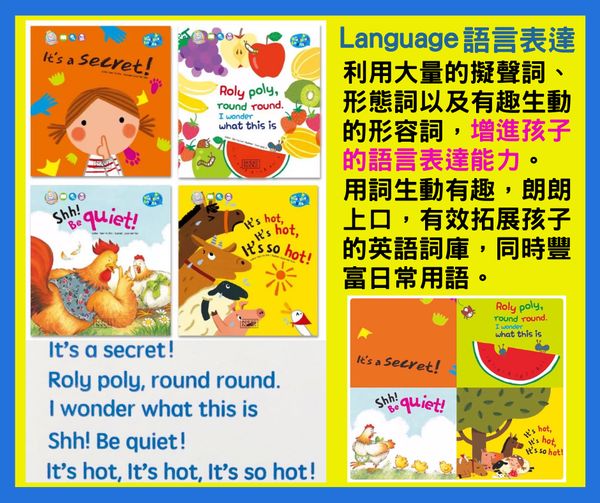 It's a secret!
Roly poly,
round round.
I wonder
what this is
Shh!
Be quiet!
It's hot,
It's hot,
It's so hot!
It's a secret!
Roly poly, round round.
I wonder what this is
Shh! Be quiet!
It's hot, It's hot, It's so hot!
Language 語言表達
利用大量的擬聲詞、
形態詞以及有趣生動
的形容詞，增進孩子
的語言表達能力。
用詞生動有趣，朗朗
上口，有效拓展孩子
的英語詞庫，同時豐
富日常用語。
It's a secret!
Roly poly,
round round.
I wonder
what this is
Shh!
Be quiet!
It's hot,
It's hot,
It's so hot!